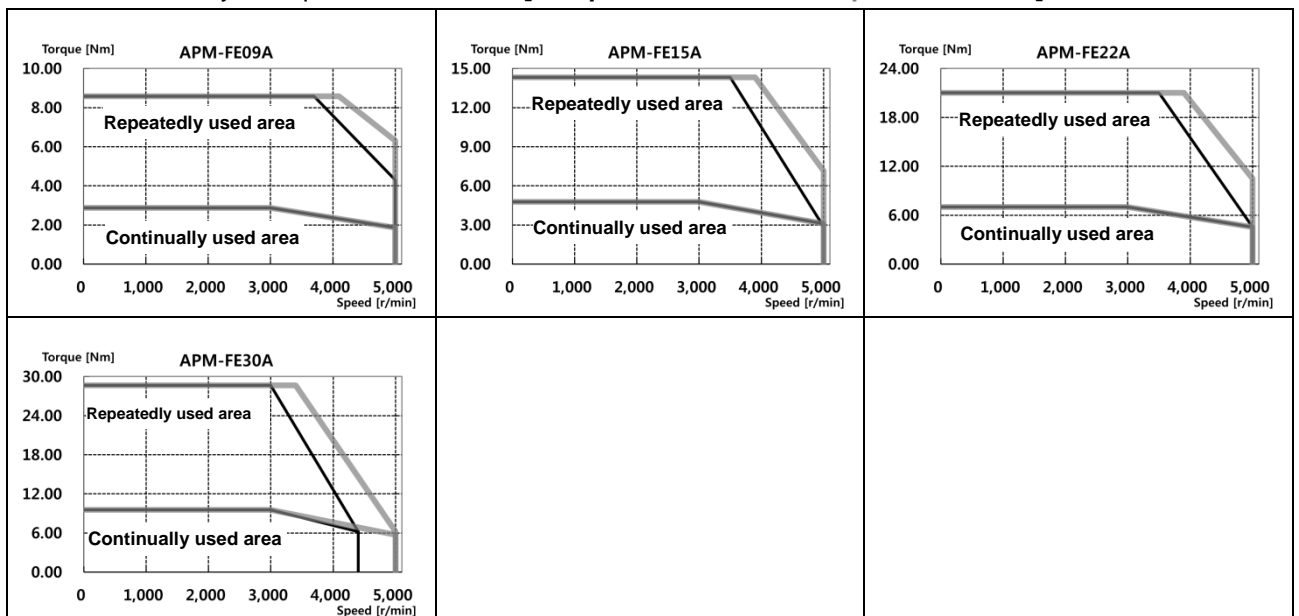 Torque [Nm] APM-FE09A
10.00
8.00
Repeatedly used area
6.00
4.00
2.00
Continually used area
0.00
0 1,000 2,000 3,000 4,000 5,000
Speed [r/min]
Torque [Nm] APM-FE15A
15.00
12.00
Repeatedly used area
9.00
6.00
3.00
Continually used area
0.00
0 1,000 2,000 3,000 4,000 5,000
Speed [r/min]
Torque [Nm] APM-FE22A
24.00
18.00
Repeatedly used area
12.00
6.00
Continually used area
0.00
0 1,000 2,000 3,000 4,000 5,000
Speed [r/min]
Torque [Nm] APM-FE30A
30.00
24.00
Repeatedly used area
18.00
12.00
6.00
Continually used area
0.00
0 1,000 2,000 3,000 4,000 5,000
Speed [r/min]